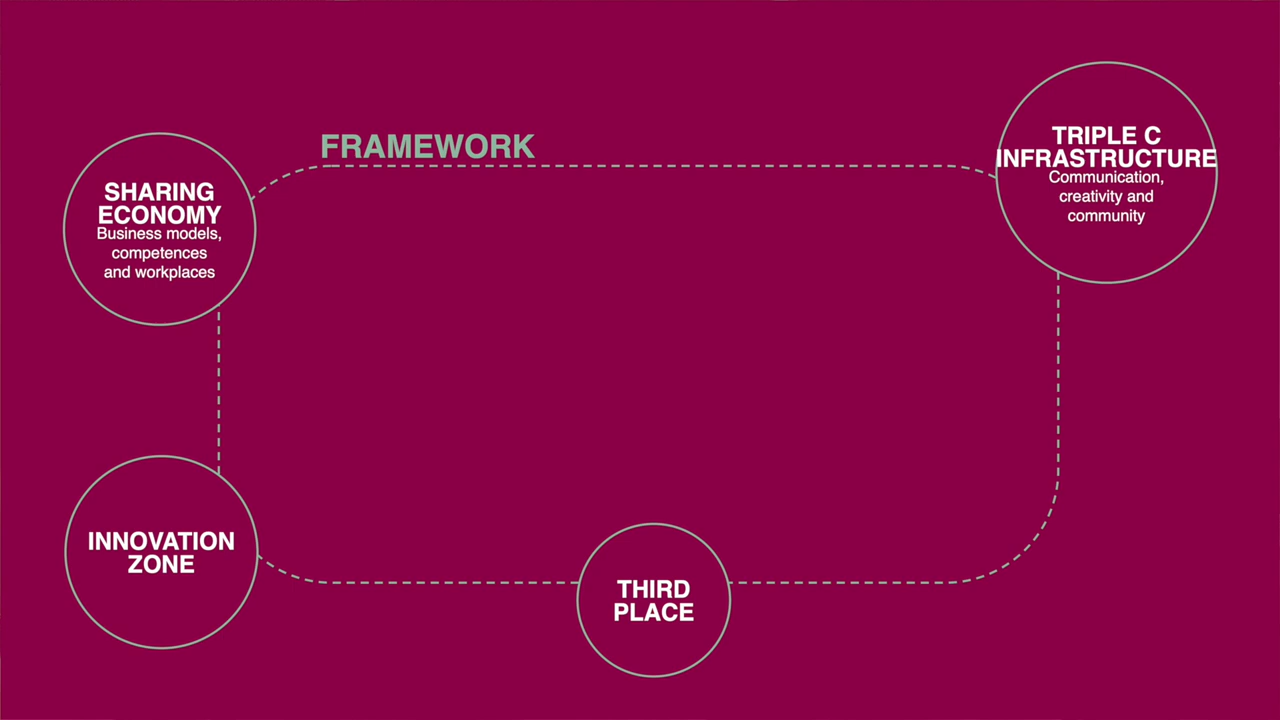 FRAMEWORK
SHARING
ECONOMY
Business models,
competences
and workplaces
TRIPLE C
INFRASTRUCTURE
Communication,
creativity and
community
INNOVATION
ZONE
THIRD
PLACE